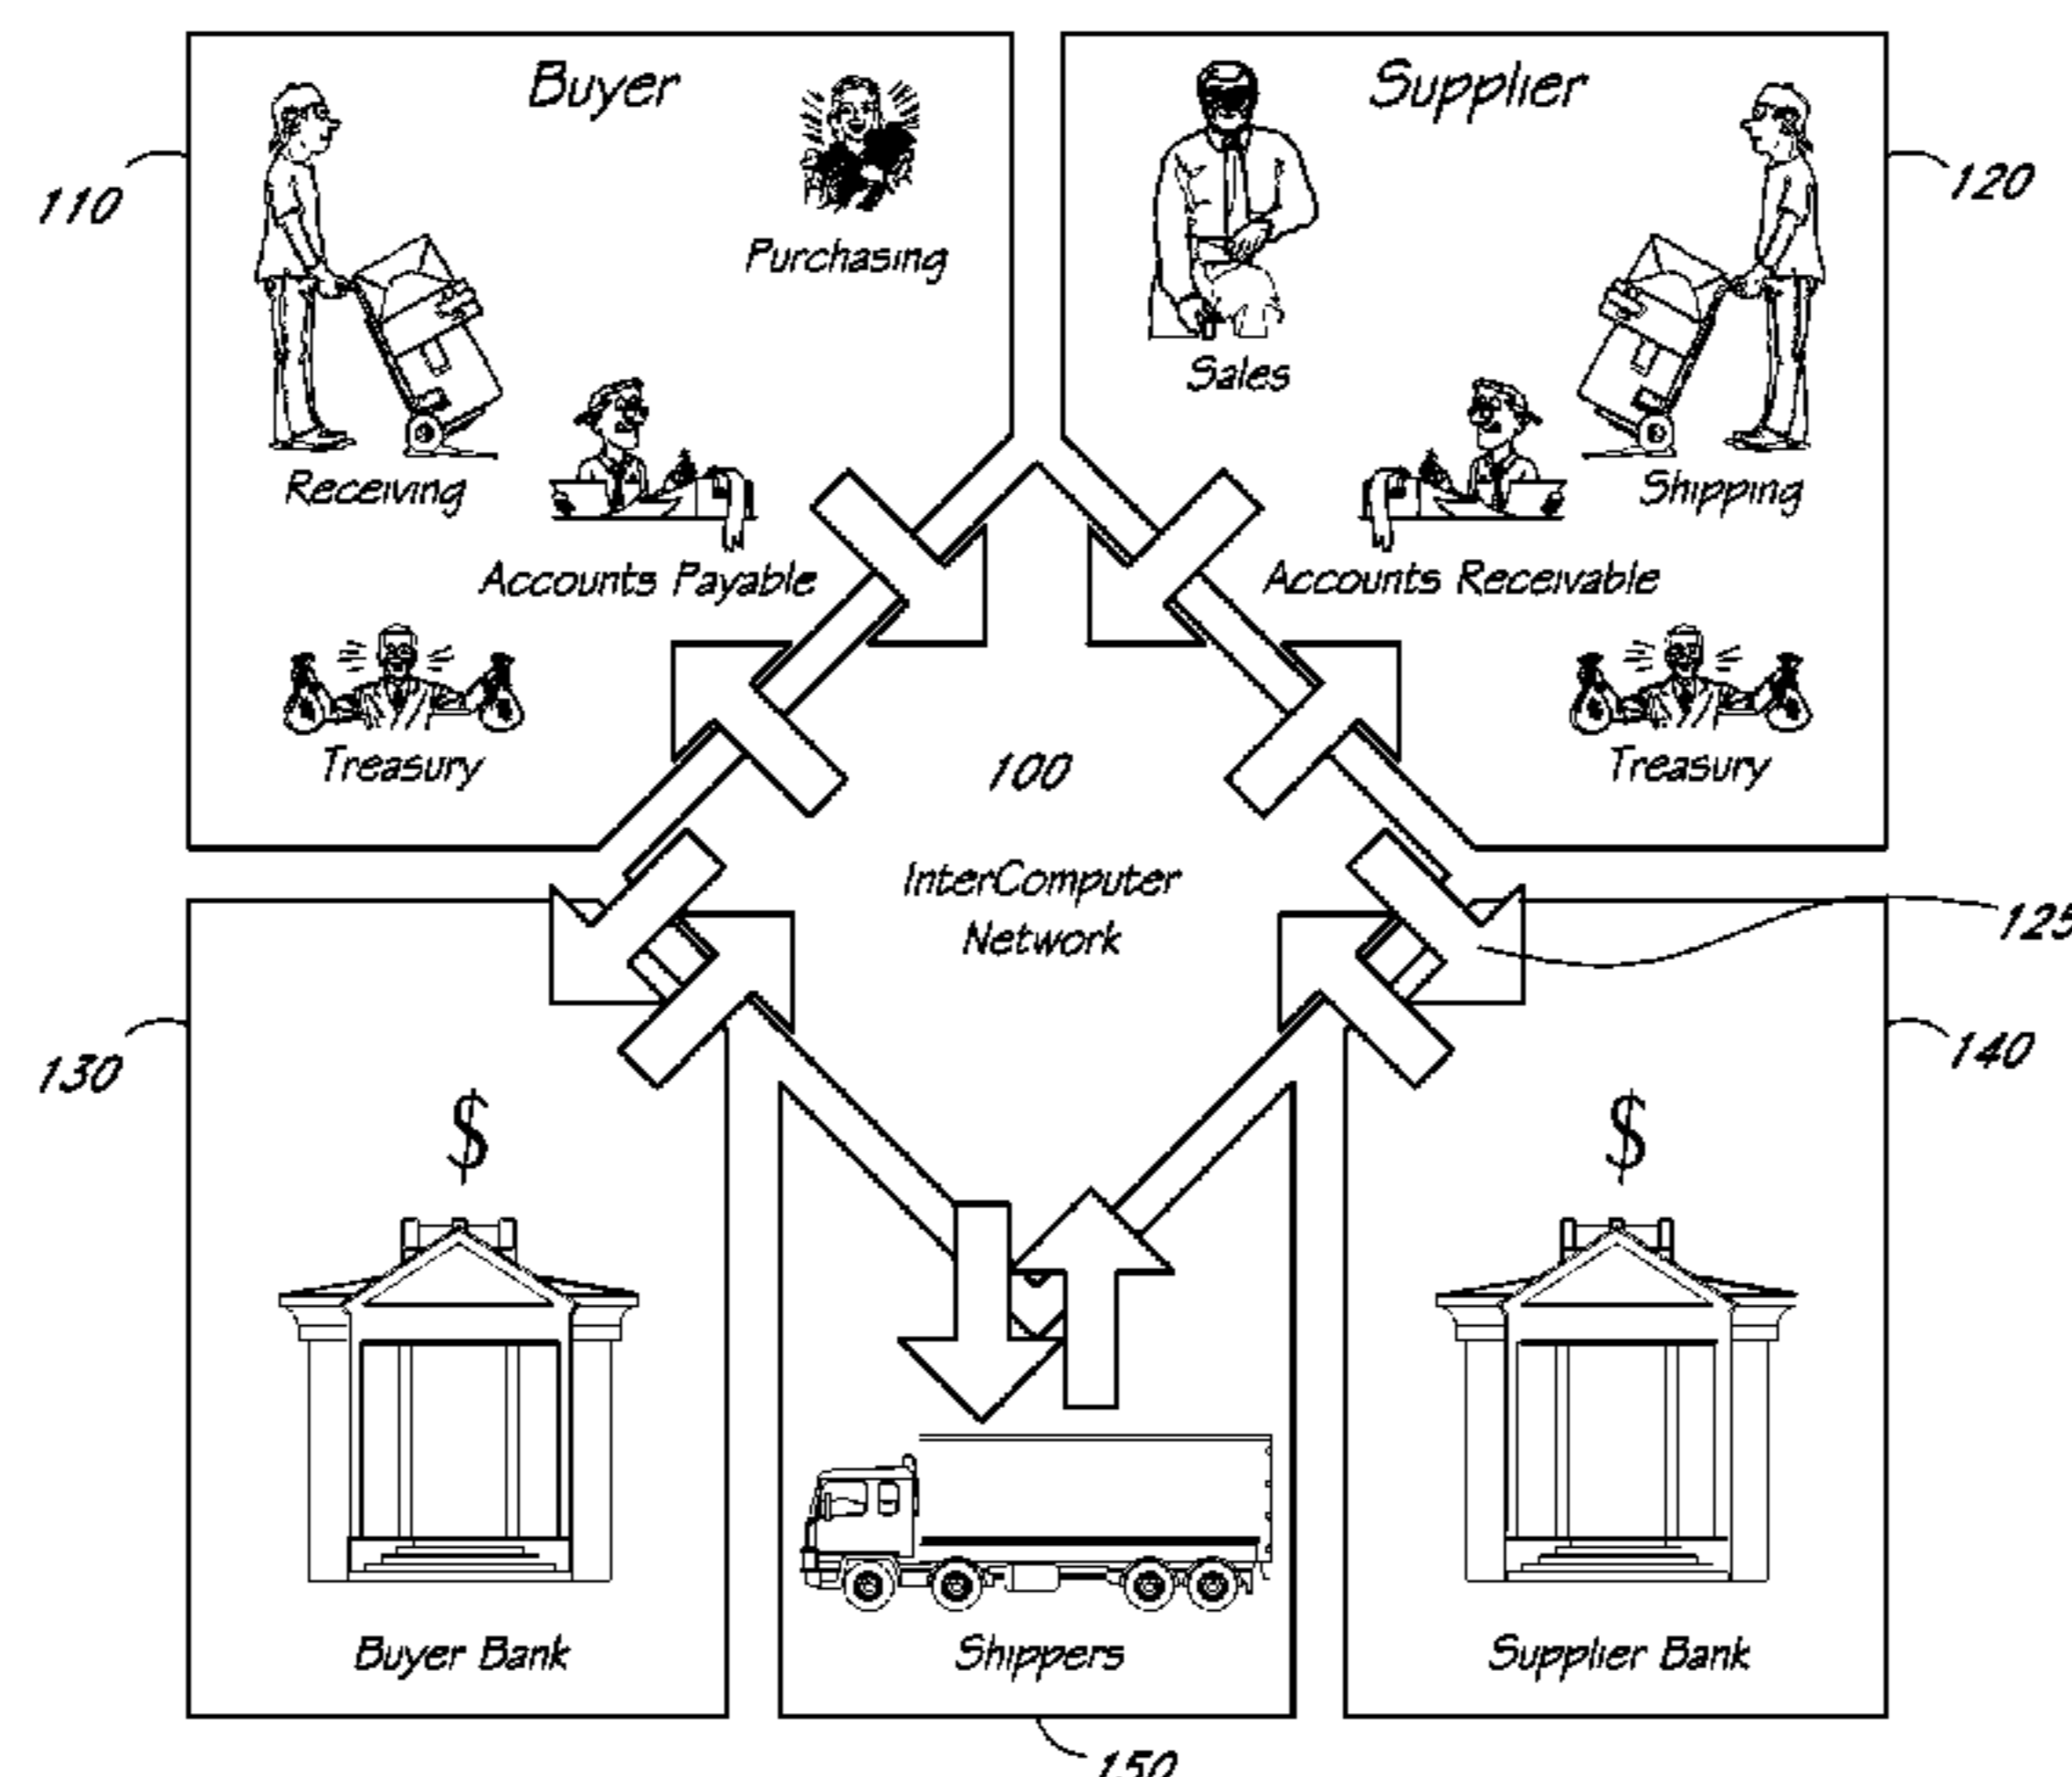 Buyer
Supplier
110
120
Purchasing
Sales
Receiving
Shipping
Accounts Payable
Accounts Receivable
Treasury
100
Treasury
InterComputer
Network
125
130
140
$
$
Buyer Bank
Shippers
Supplier Bank
150